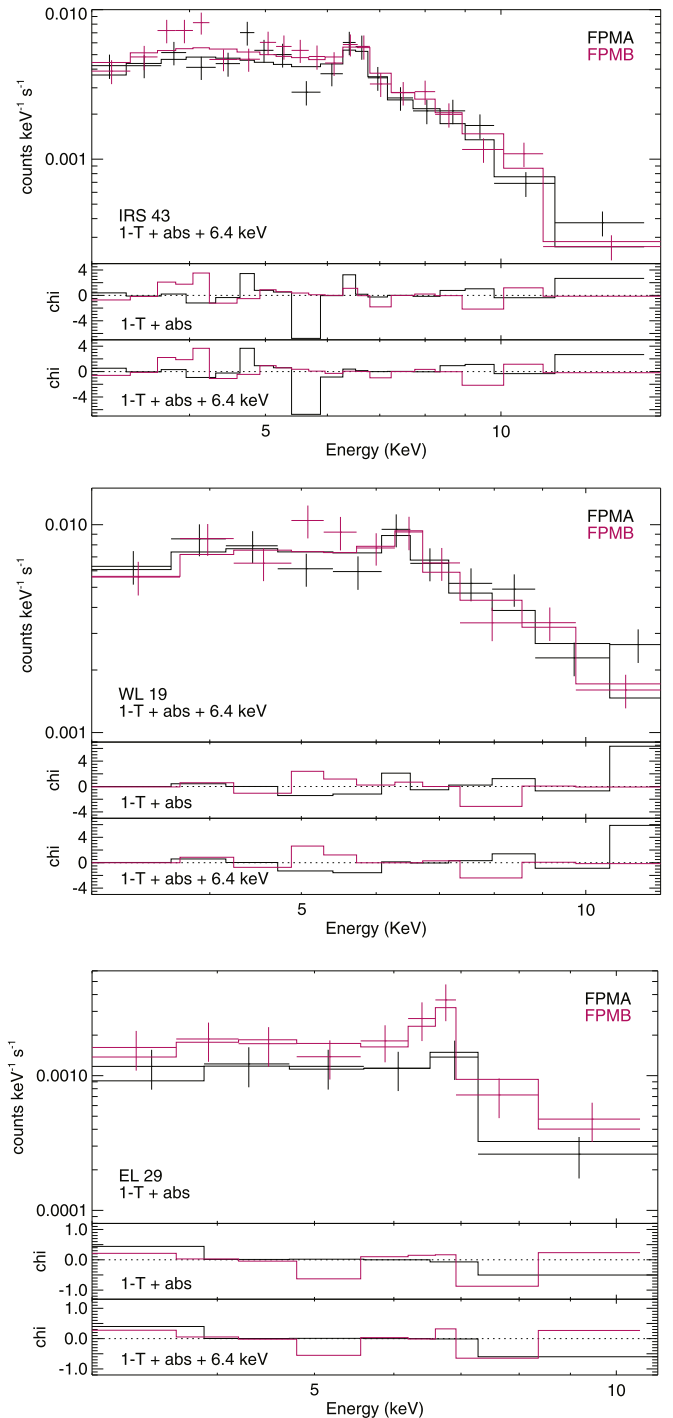 0.010
FPMA
FPMB
counts keV⁻¹ s⁻¹
0.001
IRS 43
1-T + abs + 6.4 keV
4
0
-4
chi
1-T + abs
4
0
-4
chi
1-T + abs + 6.4 keV
5
10
Energy (KeV)
0.010
FPMA
FPMB
counts keV⁻¹ s⁻¹
WL 19
1-T + abs + 6.4 keV
0.001
4
0
-4
chi
1-T + abs
4
0
-4
chi
1-T + abs + 6.4 keV
5
10
Energy (KeV)
FPMA
FPMB
counts keV⁻¹ s⁻¹
0.0010
EL 29
1-T + abs
0.0001
1.0
0.0
-1.0
chi
1-T + abs
1.0
0.0
-1.0
chi
1-T + abs + 6.4 keV
5
10
Energy (keV)